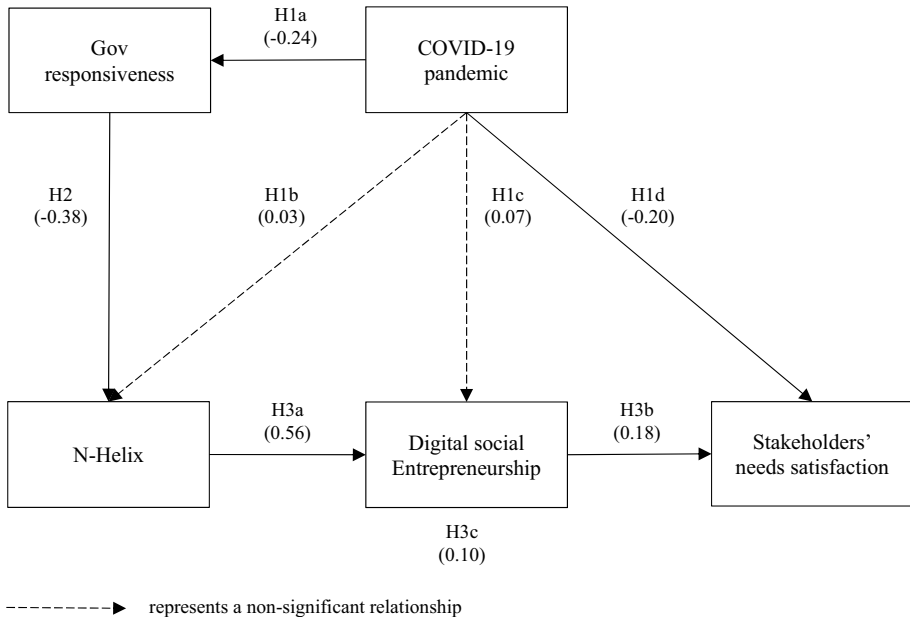 H1a
(-0.24)
Gov
responsiveness
COVID-19
pandemic
H2
(-0.38)
H1b
(0.03)
H1c
(0.07)
H1d
(-0.20)
N-Helix
H3a
(0.56)
Digital social
Entrepreneurship
H3b
(0.18)
Stakeholders’
needs satisfaction
H3c
(0.10)
represents a non-significant relationship